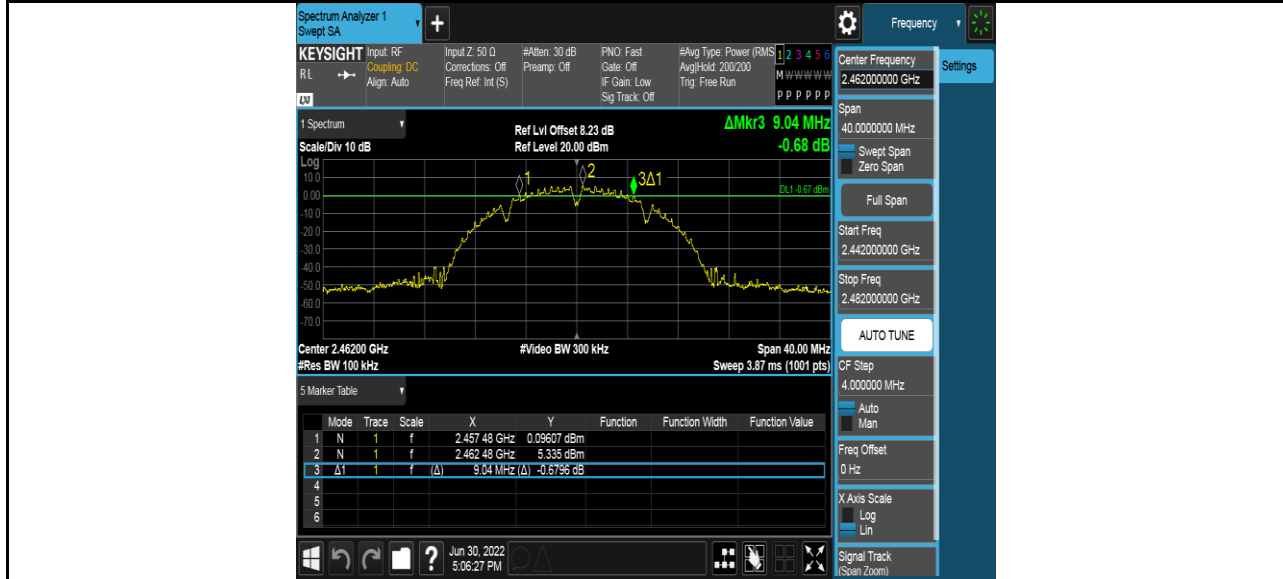 Spectrum Analyzer 1
Swept SA
+
Frequency
KEYSIGHT
RL
LXI
Input: RF
Coupling: DC
Align: Auto
Input Z: 50 Ω
Corrections: Off
Freq Ref: Int (S)
#Atten: 30 dB
Preamp: Off
PNO: Fast
Gate: Off
IF Gain: Low
Sig Track: Off
#Avg Type: Power (RMS
Avg|Hold: 200/200
Trig: Free Run
1 2 3 4 5 6
M W W W W W
P P P P P P
1 Spectrum
Scale/Div 10 dB
Ref Lvl Offset 8.23 dB
Ref Level 20.00 dBm
ΔMkr3 9.04 MHz
-0.68 dB
Log
10.0
0.00
-10.0
-20.0
-30.0
-40.0
-50.0
-60.0
-70.0
1
2
3Δ1
DL1 -0.67 dBm
Center 2.46200 GHz
#Video BW 300 kHz
Span 40.00 MHz
#Res BW 100 kHz
Sweep 3.87 ms (1001 pts)
5 Marker Table
Mode Trace Scale X Y Function Function Width Function Value
1 N 1 f 2.457 48 GHz 0.09607 dBm
2 N 1 f 2.462 48 GHz 5.335 dBm
3 Δ1 1 f (Δ) 9.04 MHz (Δ) -0.6796 dB
4
5
6
?
Jun 30, 2022
5:06:27 PM
Center Frequency
2.462000000 GHz
Settings
Span
40.0000000 MHz
Swept Span
Zero Span
Full Span
Start Freq
2.442000000 GHz
Stop Freq
2.482000000 GHz
AUTO TUNE
CF Step
4.000000 MHz
Auto
Man
Freq Offset
0 Hz
X Axis Scale
Log
Lin
Signal Track
(Span Zoom)